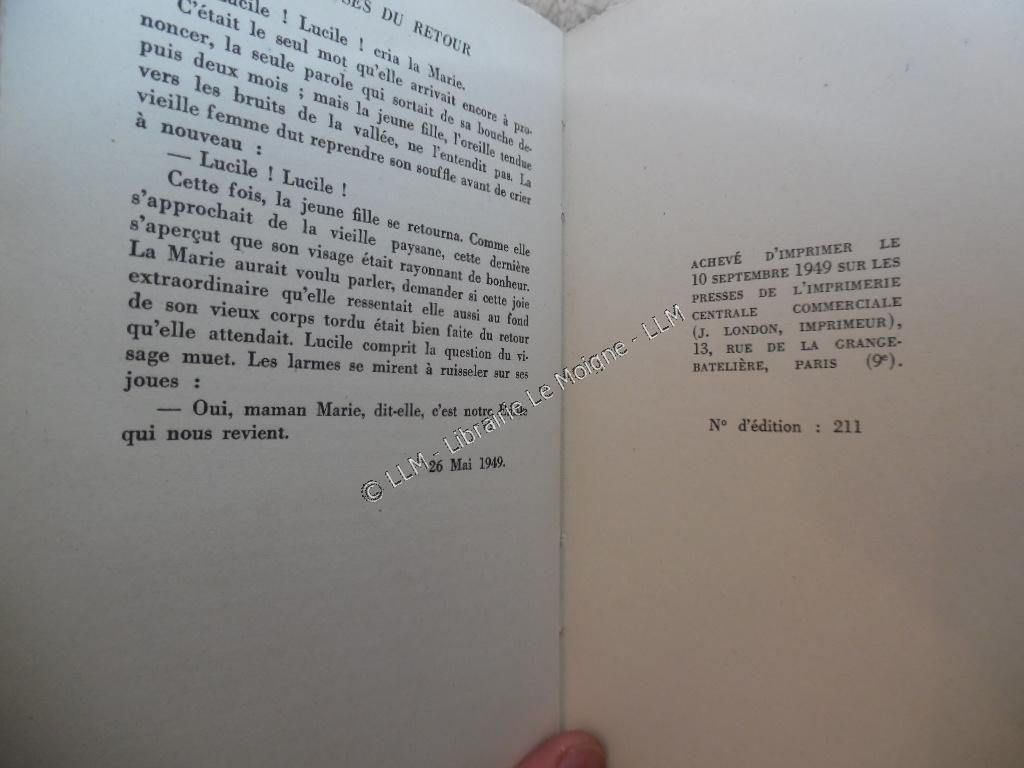 DU RETOUR
Lucile ! Lucile ! cria la Marie.
C'était le seul mot qu'elle arrivait encore à pro-
noncer, la seule parole qui sortait de sa bouche de-
puis deux mois ; mais la jeune fille, l'oreille tendue
vers les bruits de la vallée, ne l'entendit pas. La
vieille femme dut reprendre son souffle avant de crier
à nouveau :
— Lucile ! Lucile !
Cette fois, la jeune fille se retourna. Comme elle
s'approchait de la vieille paysane, cette dernière
s'aperçut que son visage était rayonnant de bonheur.
La Marie aurait voulu parler, demander si cette joie
extraordinaire qu'elle ressentait elle aussi au fond
de son vieux corps tordu était bien faite du retour
qu'elle attendait. Lucile comprit la question du vi-
sage muet. Les larmes se mirent à ruisseler sur ses
joues :
— Oui, maman Marie, dit-elle, c'est notre
qui nous revient.
26 Mai 1949.
ACHEVÉ D'IMPRIMER LE
10 SEPTEMBRE 1949 SUR LES
PRESSES DE L'IMPRIMERIE
CENTRALE COMMERCIALE
(J. LONDON, IMPRIMEUR),
13, RUE DE LA GRANGE-
BATELIÈRE, PARIS (9e).
N° d'édition : 211
© LLM - Librairie Le Moigne - LLM